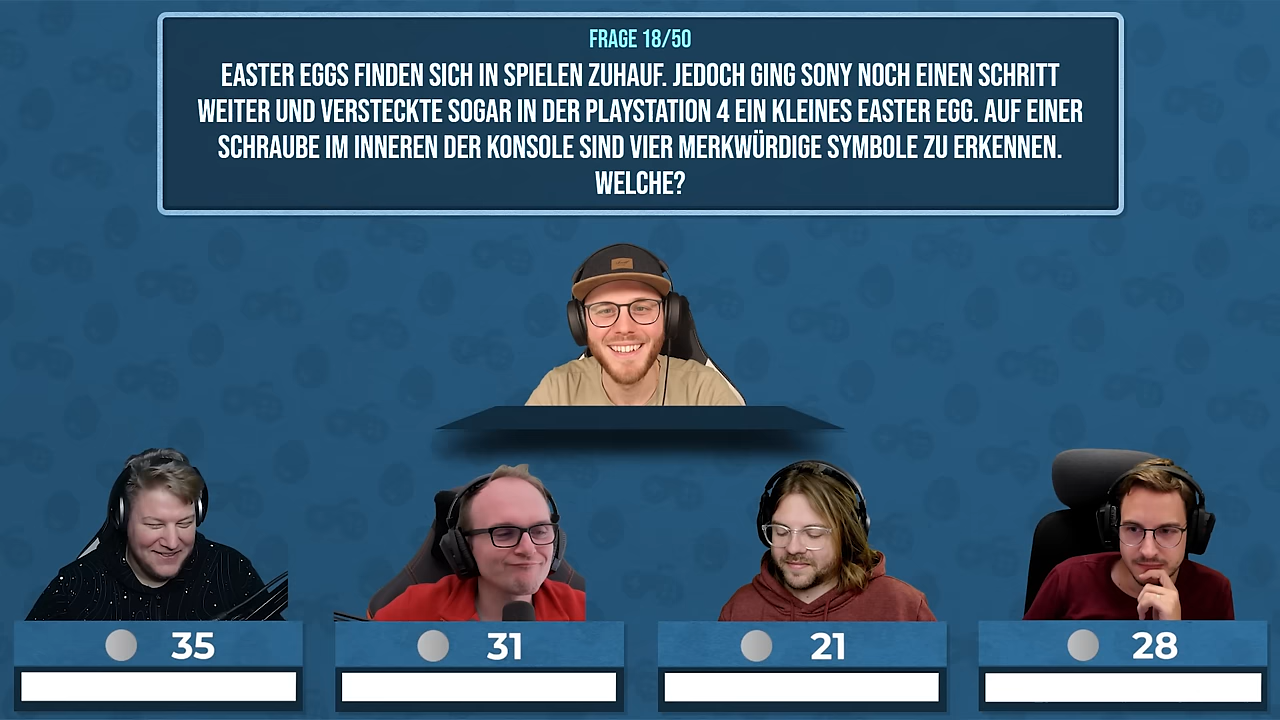 FRAGE 18/50
EASTER EGGS FINDEN SICH IN SPIELEN ZUHAUF. JEDOCH GING SONY NOCH EINEN SCHRITT
WEITER UND VERSTECKTE SOGAR IN DER PLAYSTATION 4 EIN KLEINES EASTER EGG. AUF EINER
SCHRAUBE IM INNEREN DER KONSOLE SIND VIER MERKWÜRDIGE SYMBOLE ZU ERKENNEN.
WELCHE?
35
31
21
28